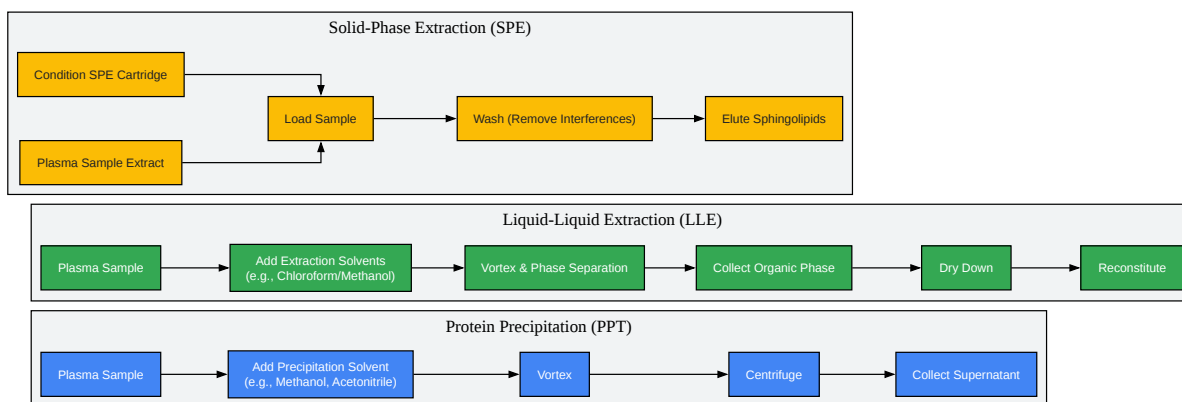 Solid-Phase Extraction (SPE)
Condition SPE Cartridge
Plasma Sample Extract
Load Sample
Wash (Remove Interferences)
Elute Sphingolipids
Liquid-Liquid Extraction (LLE)
Plasma Sample
Add Extraction Solvents
(e.g., Chloroform/Methanol)
Vortex & Phase Separation
Collect Organic Phase
Dry Down
Reconstitute
Protein Precipitation (PPT)
Plasma Sample
Add Precipitation Solvent
(e.g., Methanol, Acetonitrile)
Vortex
Centrifuge
Collect Supernatant